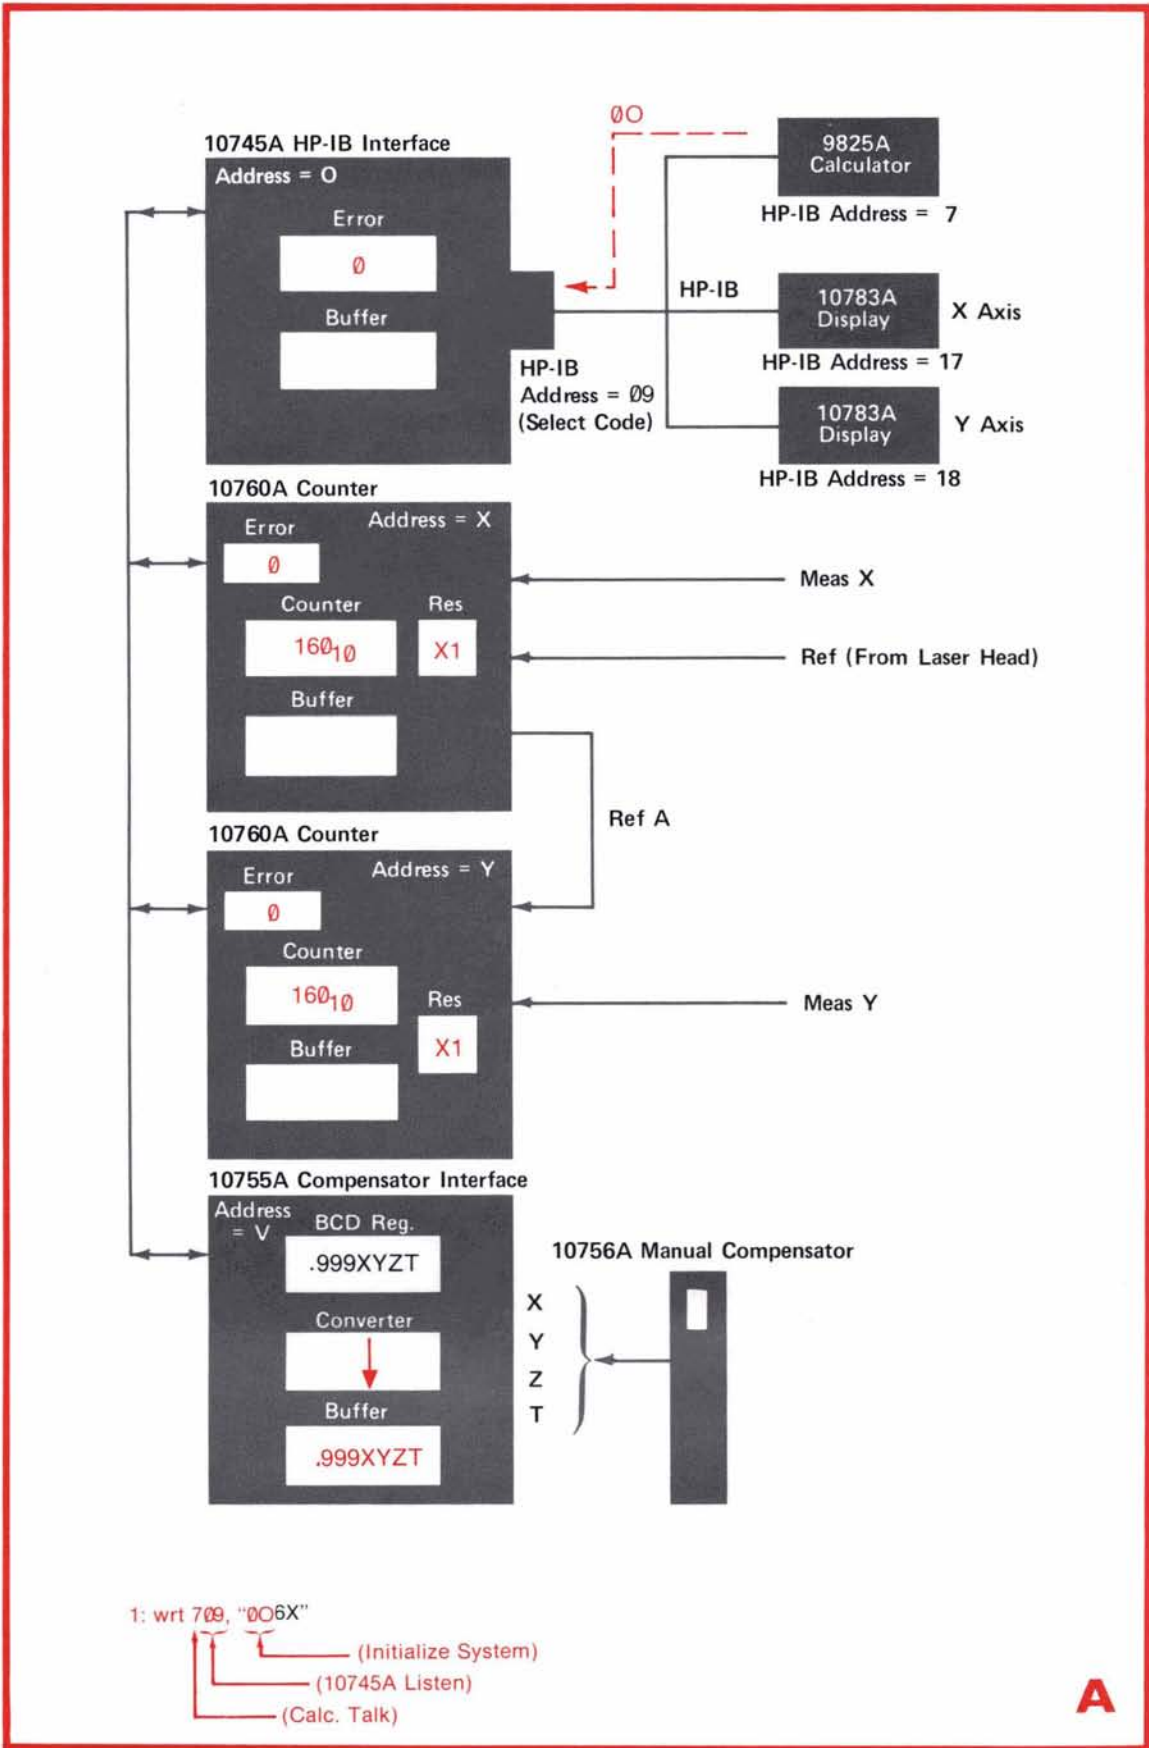 ØO
10745A HP-IB Interface
Address = O
Error
Ø
Buffer
9825A
Calculator
HP-IB Address = 7
HP-IB
10783A
Display
X Axis
HP-IB Address = 17
HP-IB
Address = Ø9
(Select Code)
10783A
Display
Y Axis
HP-IB Address = 18
10760A Counter
Address = X
Error
Ø
Counter
Res
16Ø1Ø
X1
Buffer
Meas X
Ref (From Laser Head)
Ref A
10760A Counter
Address = Y
Error
Ø
Counter
16Ø1Ø
Res
X1
Buffer
Meas Y
10755A Compensator Interface
Address
= V
BCD Reg.
.999XYZT
Converter
Buffer
.999XYZT
X
Y
Z
T
10756A Manual Compensator
1: wrt 7Ø9, "ØO6X"
(Initialize System)
(10745A Listen)
(Calc. Talk)
A